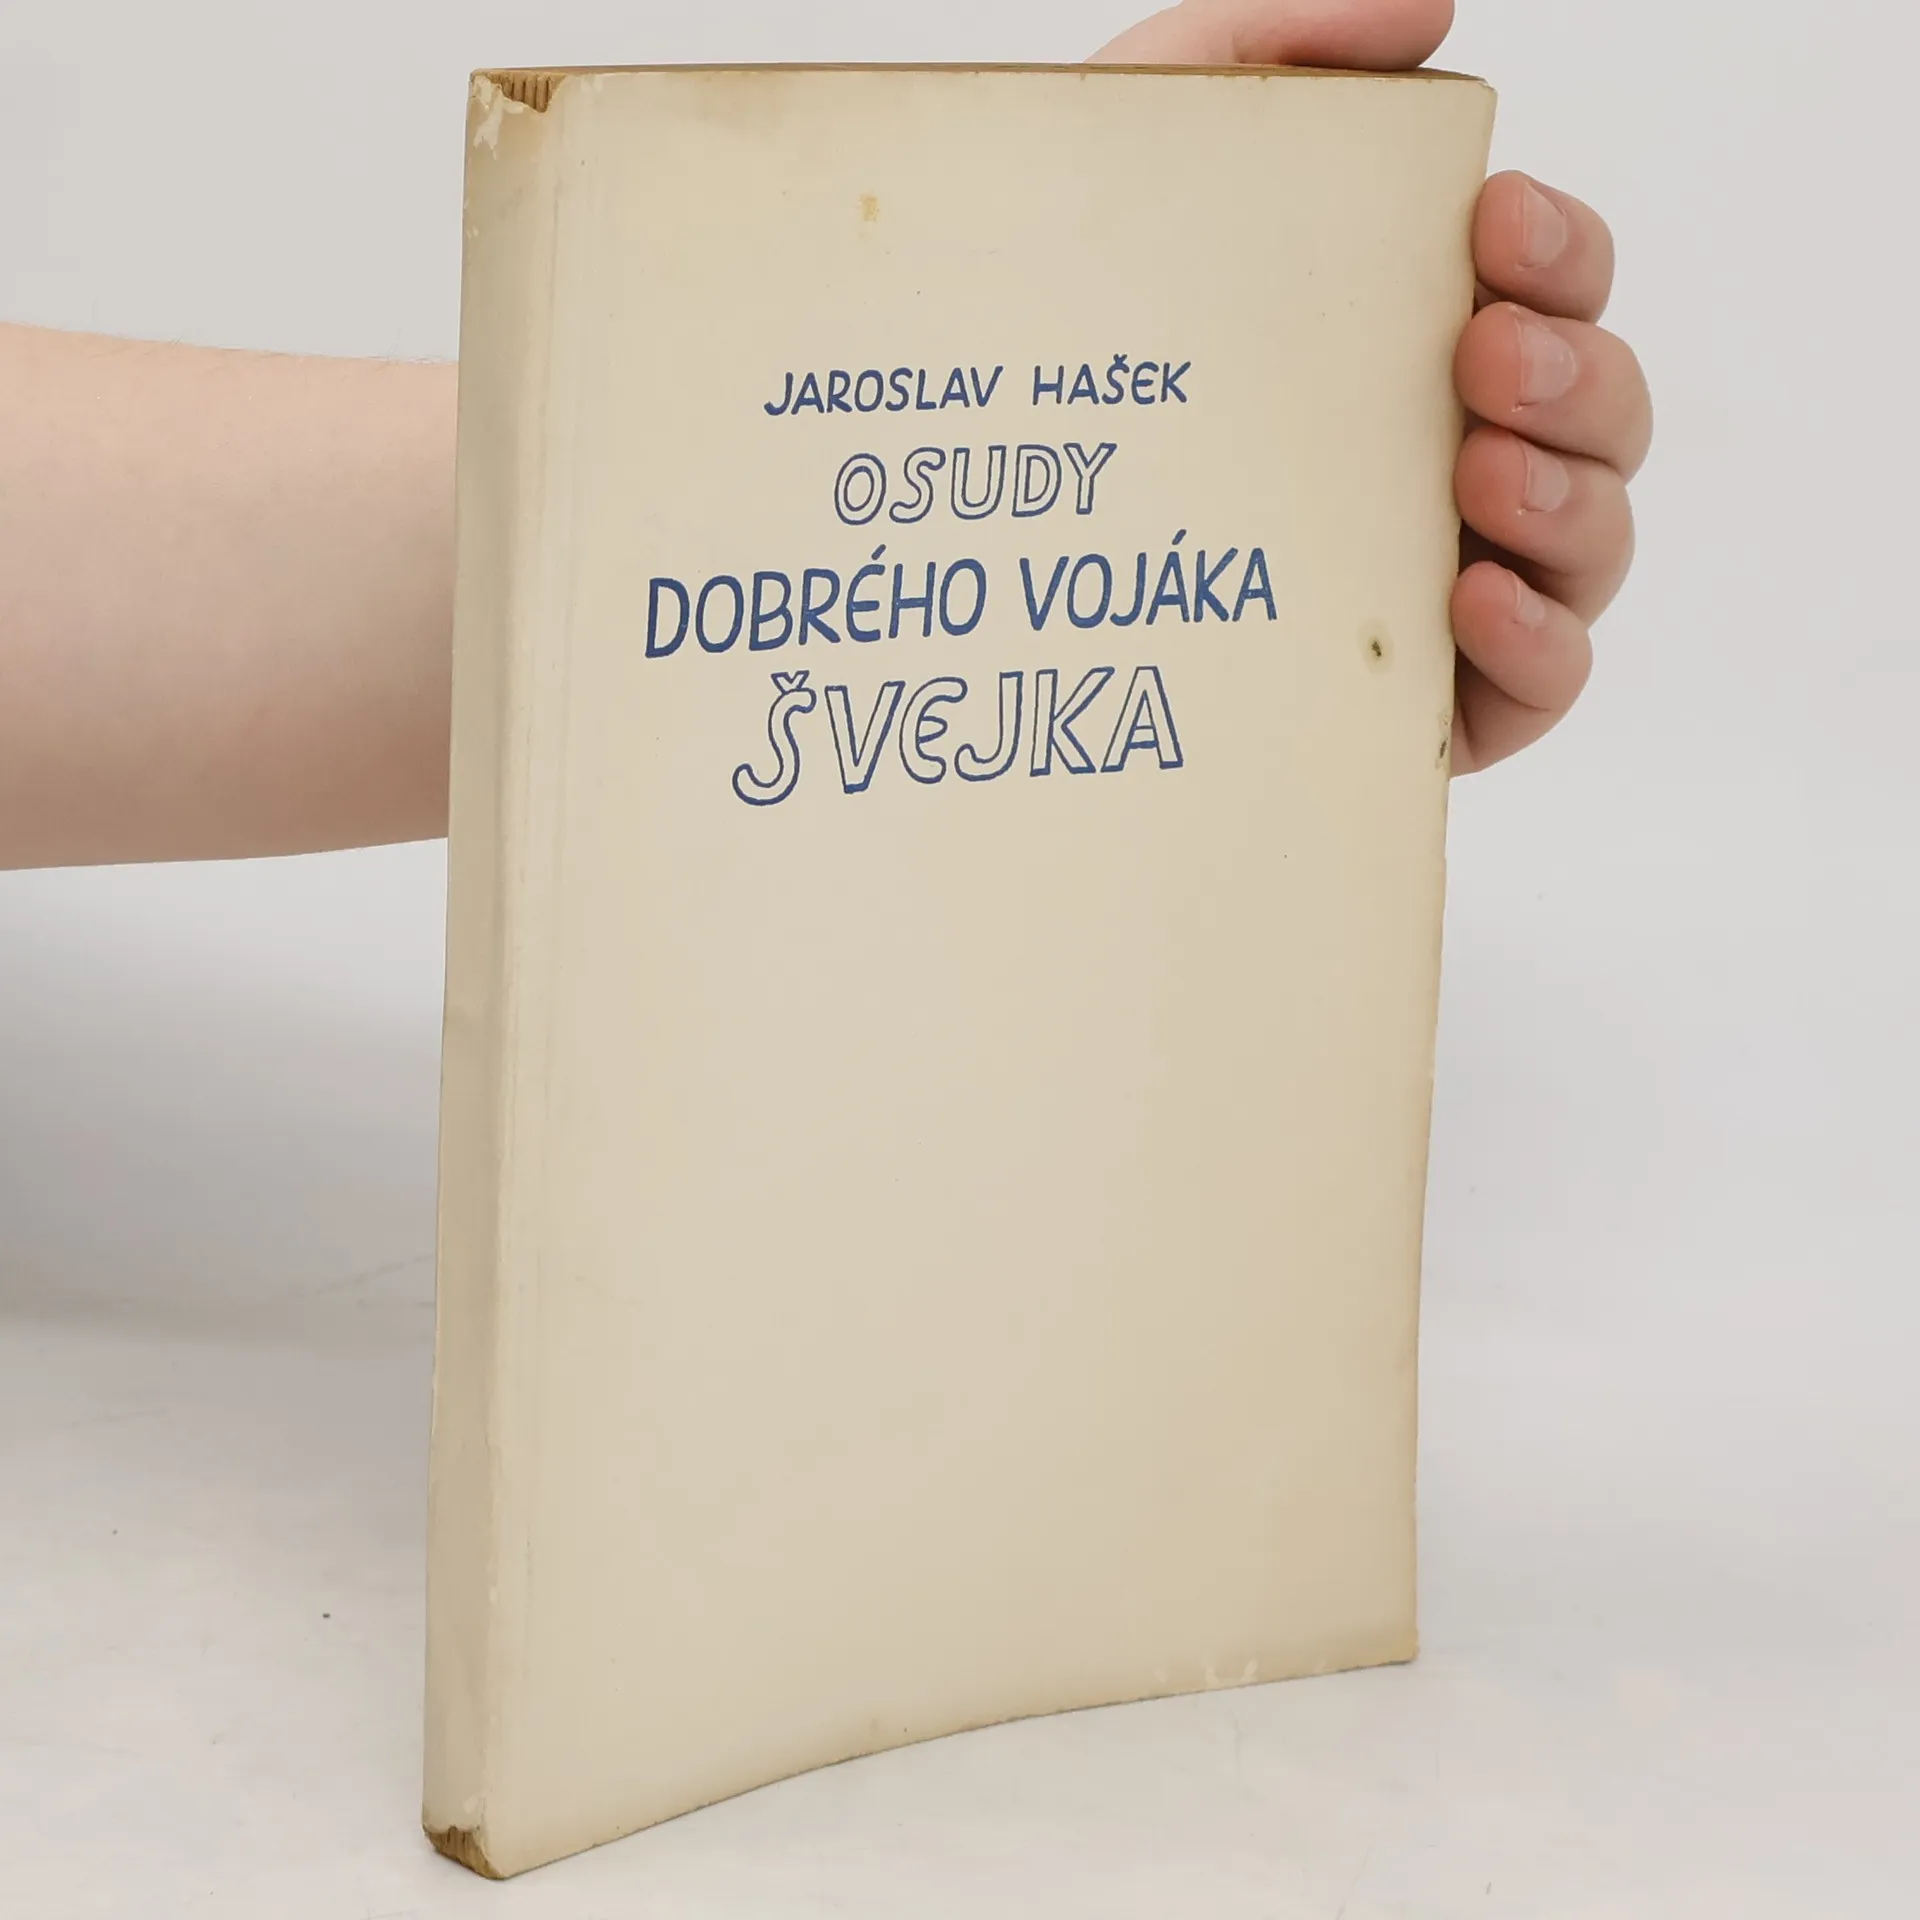 JAROSLAV HAŠEK
OSUDY
DOBRÉHO VOJÁKA
ŠVEJKA